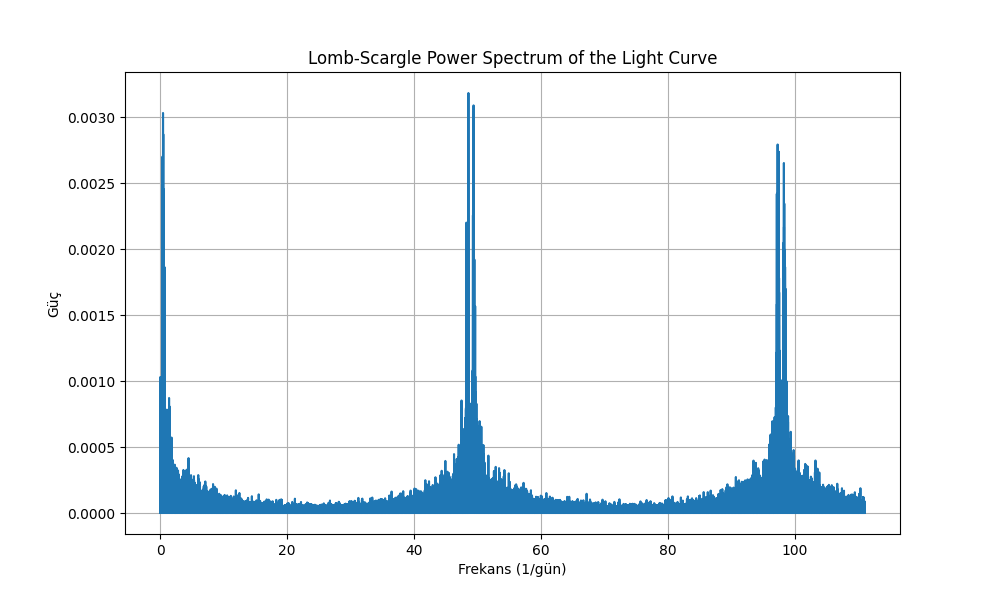 Lomb-Scargle Power Spectrum of the Light Curve
0.0030
0.0025
0.0020
0.0015
0.0010
0.0005
0.0000
Güç
0 20 40 60 80 100
Frekans (1/gün)